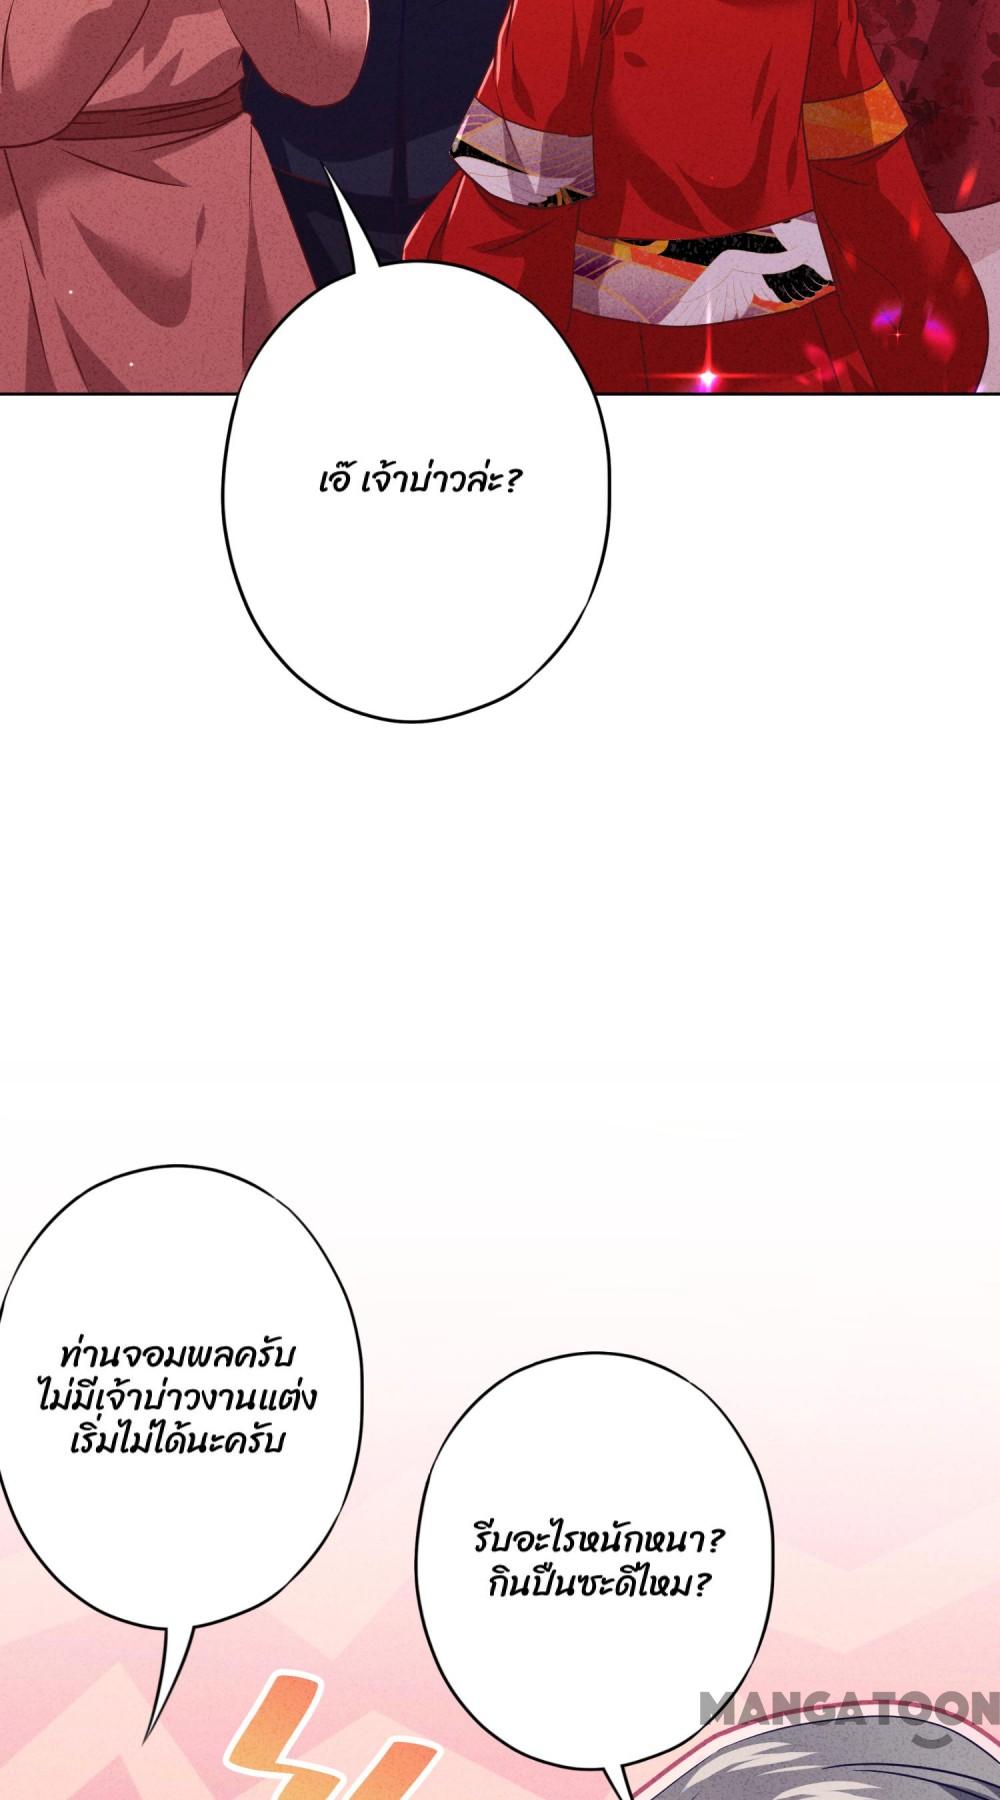 เอ๊ เจ้าบ่าวล่ะ?
ท่านจอมพลครับ
ไม่มีเจ้าบ่าวงานแต่ง
เริ่มไม่ได้นะครับ
รีบอะไรหนักหนา?
กินปืนซะดีไหม?
MANGATOON